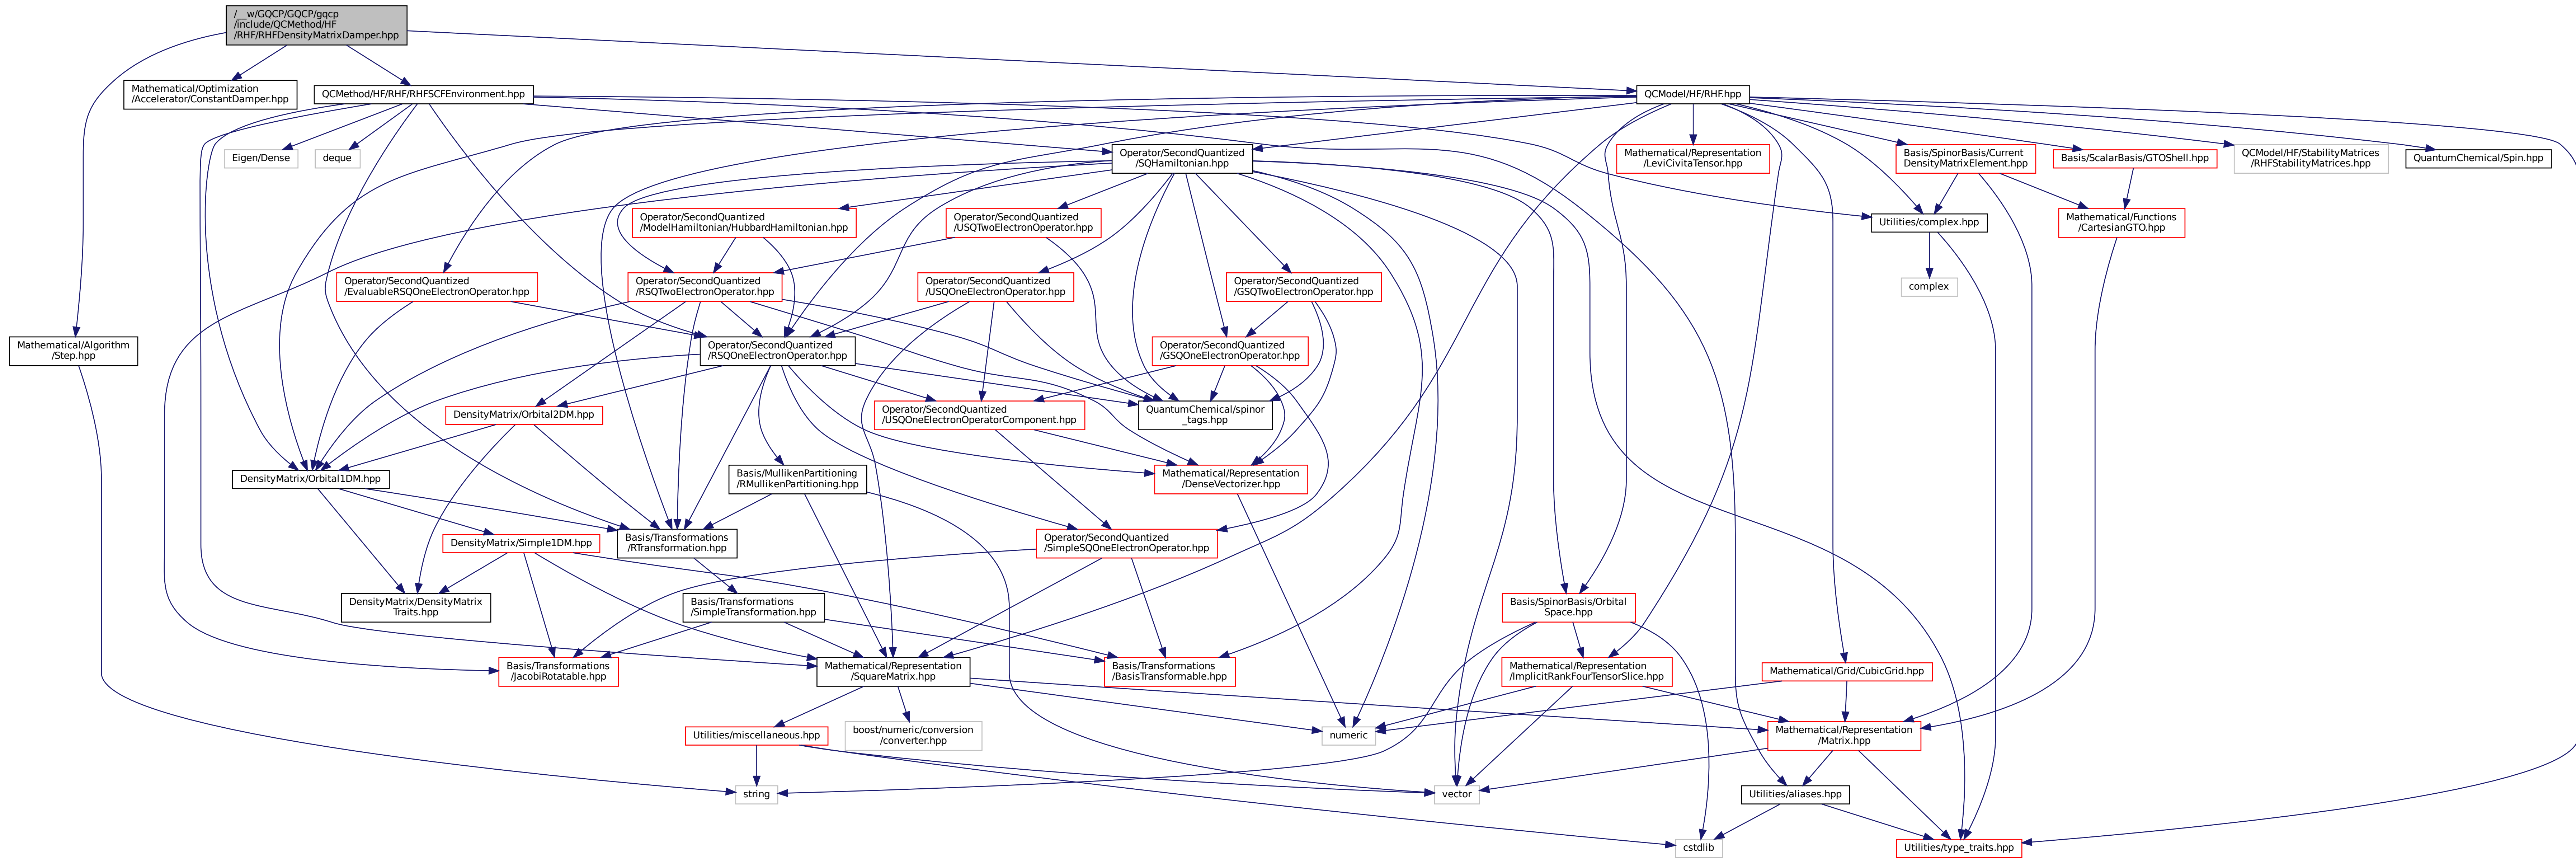 /__w/GQCP/GQCP/gqcp
/include/QCMethod/HF
/RHF/RHFDensityMatrixDamper.hpp
Mathematical/Optimization
/Accelerator/ConstantDamper.hpp
QCMethod/HF/RHF/RHFSCFEnvironment.hpp
QCModel/HF/RHF.hpp
Eigen/Dense
deque
Operator/SecondQuantized
/SQHamiltonian.hpp
Mathematical/Representation
/LeviCivitaTensor.hpp
Basis/SpinorBasis/Current
DensityMatrixElement.hpp
Basis/ScalarBasis/GTOShell.hpp
QCModel/HF/StabilityMatrices
/RHFStabilityMatrices.hpp
QuantumChemical/Spin.hpp
Operator/SecondQuantized
/ModelHamiltonian/HubbardHamiltonian.hpp
Operator/SecondQuantized
/USQTwoElectronOperator.hpp
Utilities/complex.hpp
Mathematical/Functions
/CartesianGTO.hpp
Operator/SecondQuantized
/EvaluableRSQOneElectronOperator.hpp
Operator/SecondQuantized
/RSQTwoElectronOperator.hpp
Operator/SecondQuantized
/USQOneElectronOperator.hpp
Operator/SecondQuantized
/GSQTwoElectronOperator.hpp
complex
Mathematical/Algorithm
/Step.hpp
Operator/SecondQuantized
/RSQOneElectronOperator.hpp
Operator/SecondQuantized
/GSQOneElectronOperator.hpp
DensityMatrix/Orbital2DM.hpp
Operator/SecondQuantized
/USQOneElectronOperatorComponent.hpp
QuantumChemical/spinor
_tags.hpp
DensityMatrix/Orbital1DM.hpp
Basis/MullikenPartitioning
/RMullikenPartitioning.hpp
Mathematical/Representation
/DenseVectorizer.hpp
DensityMatrix/Simple1DM.hpp
Basis/Transformations
/RTransformation.hpp
Operator/SecondQuantized
/SimpleSQOneElectronOperator.hpp
DensityMatrix/DensityMatrix
Traits.hpp
Basis/Transformations
/SimpleTransformation.hpp
Basis/SpinorBasis/Orbital
Space.hpp
Basis/Transformations
/JacobiRotatable.hpp
Mathematical/Representation
/SquareMatrix.hpp
Basis/Transformations
/BasisTransformable.hpp
Mathematical/Representation
/ImplicitRankFourTensorSlice.hpp
Mathematical/Grid/CubicGrid.hpp
Utilities/miscellaneous.hpp
boost/numeric/conversion
/converter.hpp
numeric
Mathematical/Representation
/Matrix.hpp
string
vector
Utilities/aliases.hpp
cstdlib
Utilities/type_traits.hpp